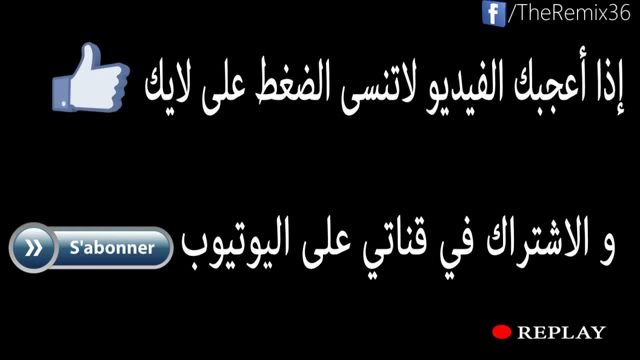 /TheRemix36
إذا أعجبك الفيديو لاتنسى الضغط على لايك
و الاشتراك في قناتي على اليوتيوب
S'abonner
REPLAY